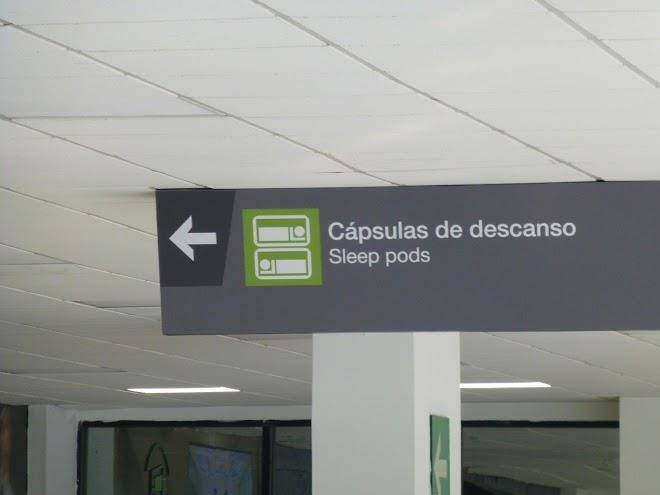 Cápsulas de descanso
Sleep pods